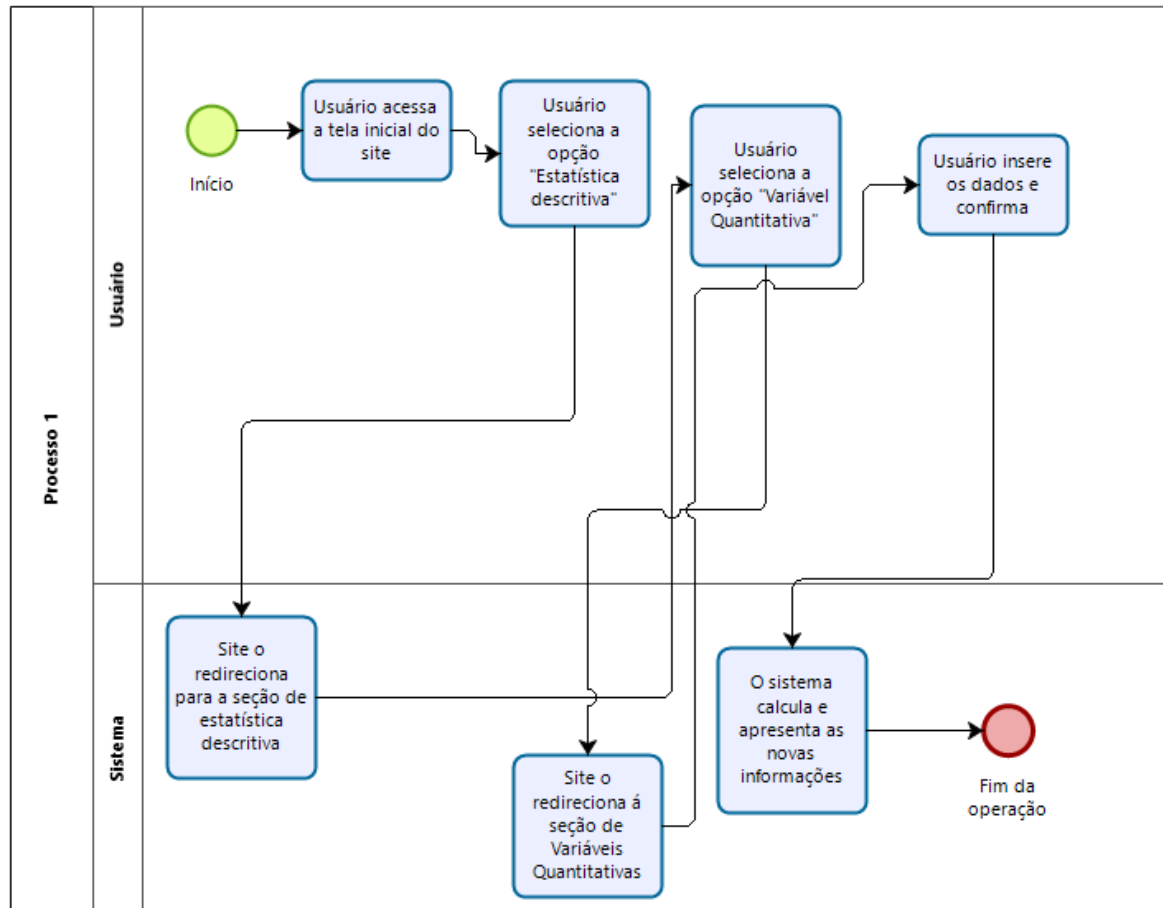 Processo 1
Usuário
Início
Usuário acessa
a tela inicial do
site
Usuário
seleciona a
opção
"Estatística
descritiva"
Usuário
seleciona a
opção "Variável
Quantitativa"
Usuário insere
os dados e
confirma
Sistema
Site o
redireciona
para a seção de
estatística
descritiva
Site o
redireciona á
seção de
Variáveis
Quantitativas
O sistema
calcula e
apresenta as
novas
informações
Fim da
operação